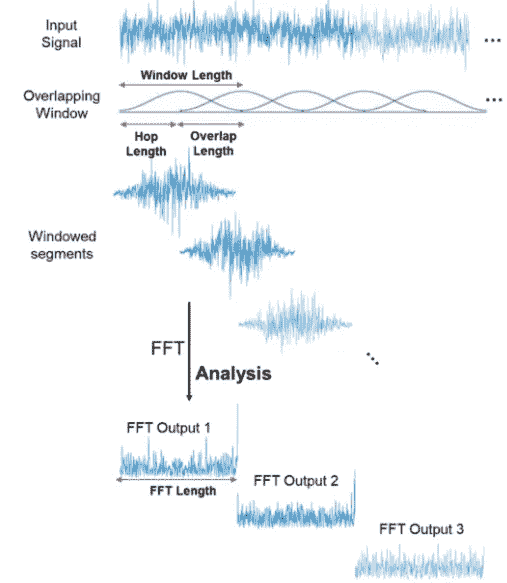 Input
Signal
...
Window Length
Overlapping
Window
...
Hop
Length
Overlap
Length
Windowed
segments
FFT
Analysis
FFT Output 1
FFT Length
FFT Output 2
FFT Output 3